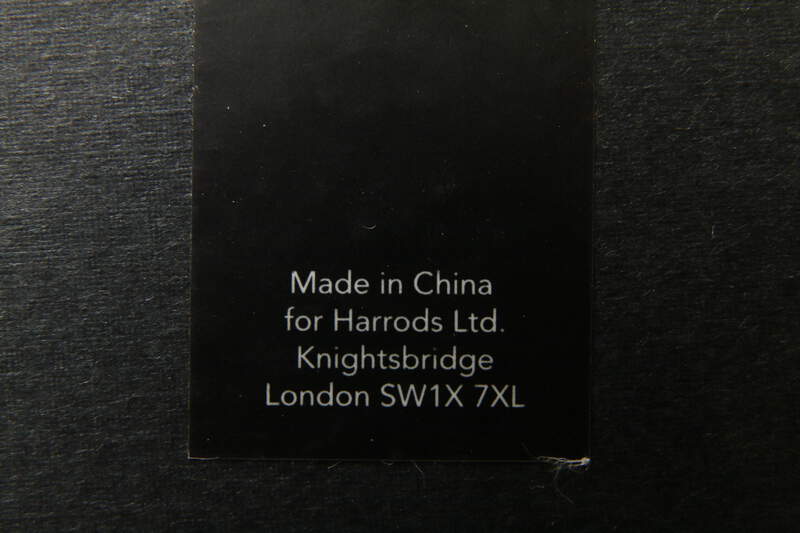 Made in China
for Harrods Ltd.
Knightsbridge
London SW1X 7XL